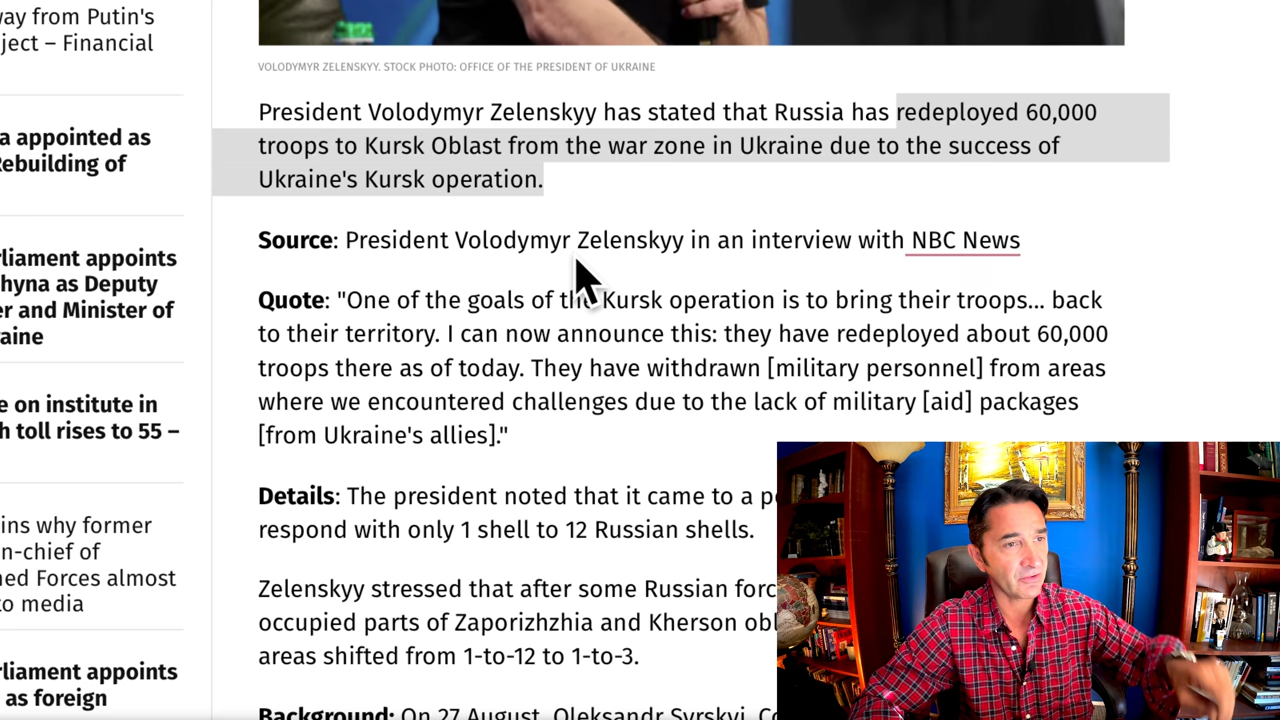 way from Putin's
ject – Financial
a appointed as
Rebuilding of
rliament appoints
hyna as Deputy
er and Minister of
aine
e on institute in
h toll rises to 55 –
ins why former
n-chief of
ned Forces almost
to media
rliament appoints
as foreign
VOLODYMYR ZELENSKYY. STOCK PHOTO: OFFICE OF THE PRESIDENT OF UKRAINE
President Volodymyr Zelenskyy has stated that Russia has redeployed 60,000
troops to Kursk Oblast from the war zone in Ukraine due to the success of
Ukraine's Kursk operation.
Source: President Volodymyr Zelenskyy in an interview with NBC News
Quote: "One of the goals of the Kursk operation is to bring their troops... back
to their territory. I can now announce this: they have redeployed about 60,000
troops there as of today. They have withdrawn [military personnel] from areas
where we encountered challenges due to the lack of military [aid] packages
[from Ukraine's allies]."
Details: The president noted that it came to a p
respond with only 1 shell to 12 Russian shells.
Zelenskyy stressed that after some Russian forc
occupied parts of Zaporizhzhia and Kherson obl
areas shifted from 1-to-12 to 1-to-3.
Background: On 27 August, Oleksandr Syrskyi, Co